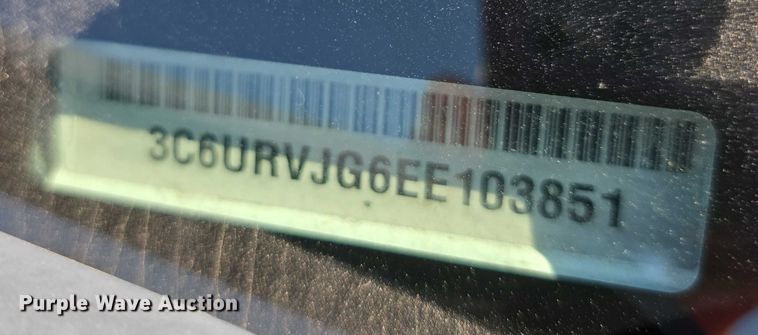 3C6URVJG6EE103851
Purple Wave Auction